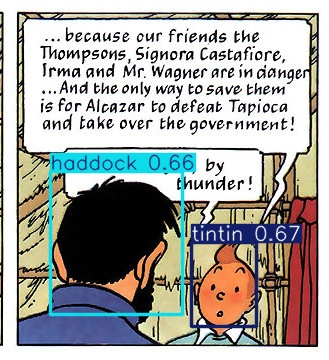 ...because our friends the
Thompsons, Signora Castafiore,
Irma and Mr. Wagner are in danger
...And the only way to save them
is for Alcazar to defeat Tapioca
and take over the government!
haddock 0.66
by
thunder!
tintin 0.67